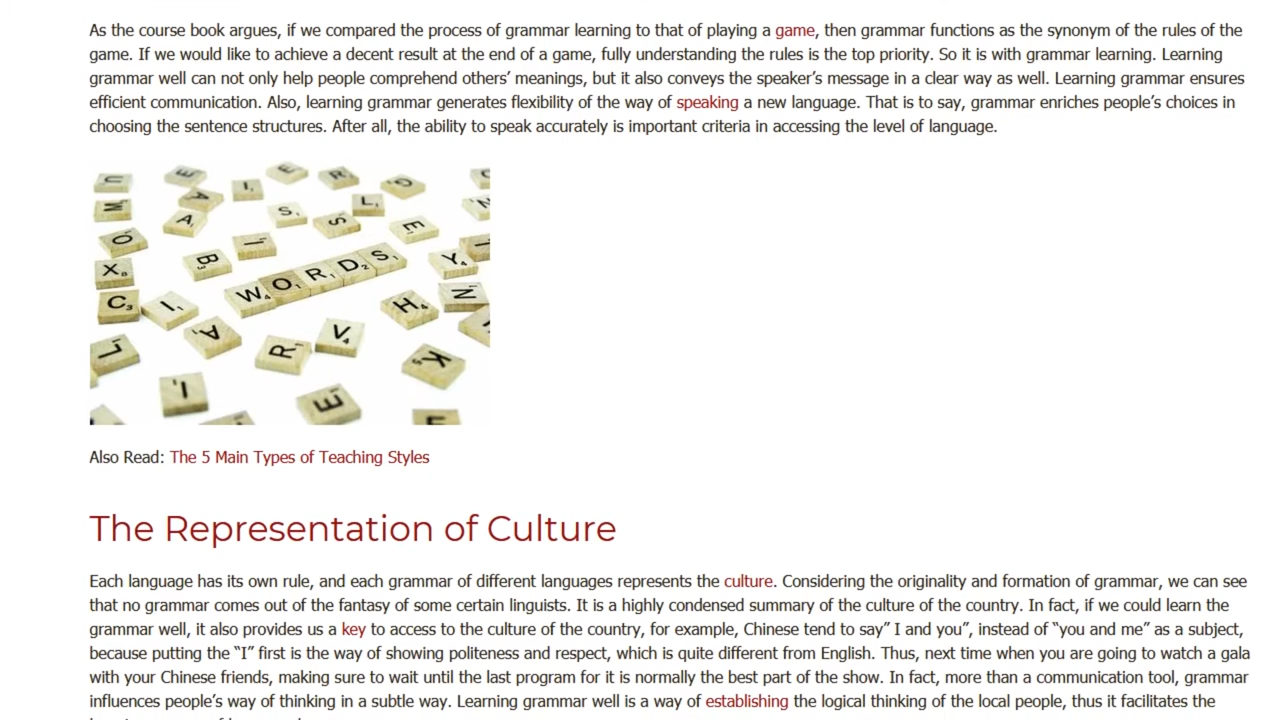 As the course book argues, if we compared the process of grammar learning to that of playing a game, then grammar functions as the synonym of the rules of the
game. If we would like to achieve a decent result at the end of a game, fully understanding the rules is the top priority. So it is with grammar learning. Learning
grammar well can not only help people comprehend others’ meanings, but it also conveys the speaker’s message in a clear way as well. Learning grammar ensures
efficient communication. Also, learning grammar generates flexibility of the way of speaking a new language. That is to say, grammar enriches people’s choices in
choosing the sentence structures. After all, the ability to speak accurately is important criteria in accessing the level of language.
WORDS
Also Read: The 5 Main Types of Teaching Styles
The Representation of Culture
Each language has its own rule, and each grammar of different languages represents the culture. Considering the originality and formation of grammar, we can see
that no grammar comes out of the fantasy of some certain linguists. It is a highly condensed summary of the culture of the country. In fact, if we could learn the
grammar well, it also provides us a key to access to the culture of the country, for example, Chinese tend to say” I and you”, instead of “you and me” as a subject,
because putting the “I” first is the way of showing politeness and respect, which is quite different from English. Thus, next time when you are going to watch a gala
with your Chinese friends, making sure to wait until the last program for it is normally the best part of the show. In fact, more than a communication tool, grammar
influences people’s way of thinking in a subtle way. Learning grammar well is a way of establishing the logical thinking of the local people, thus it facilitates the